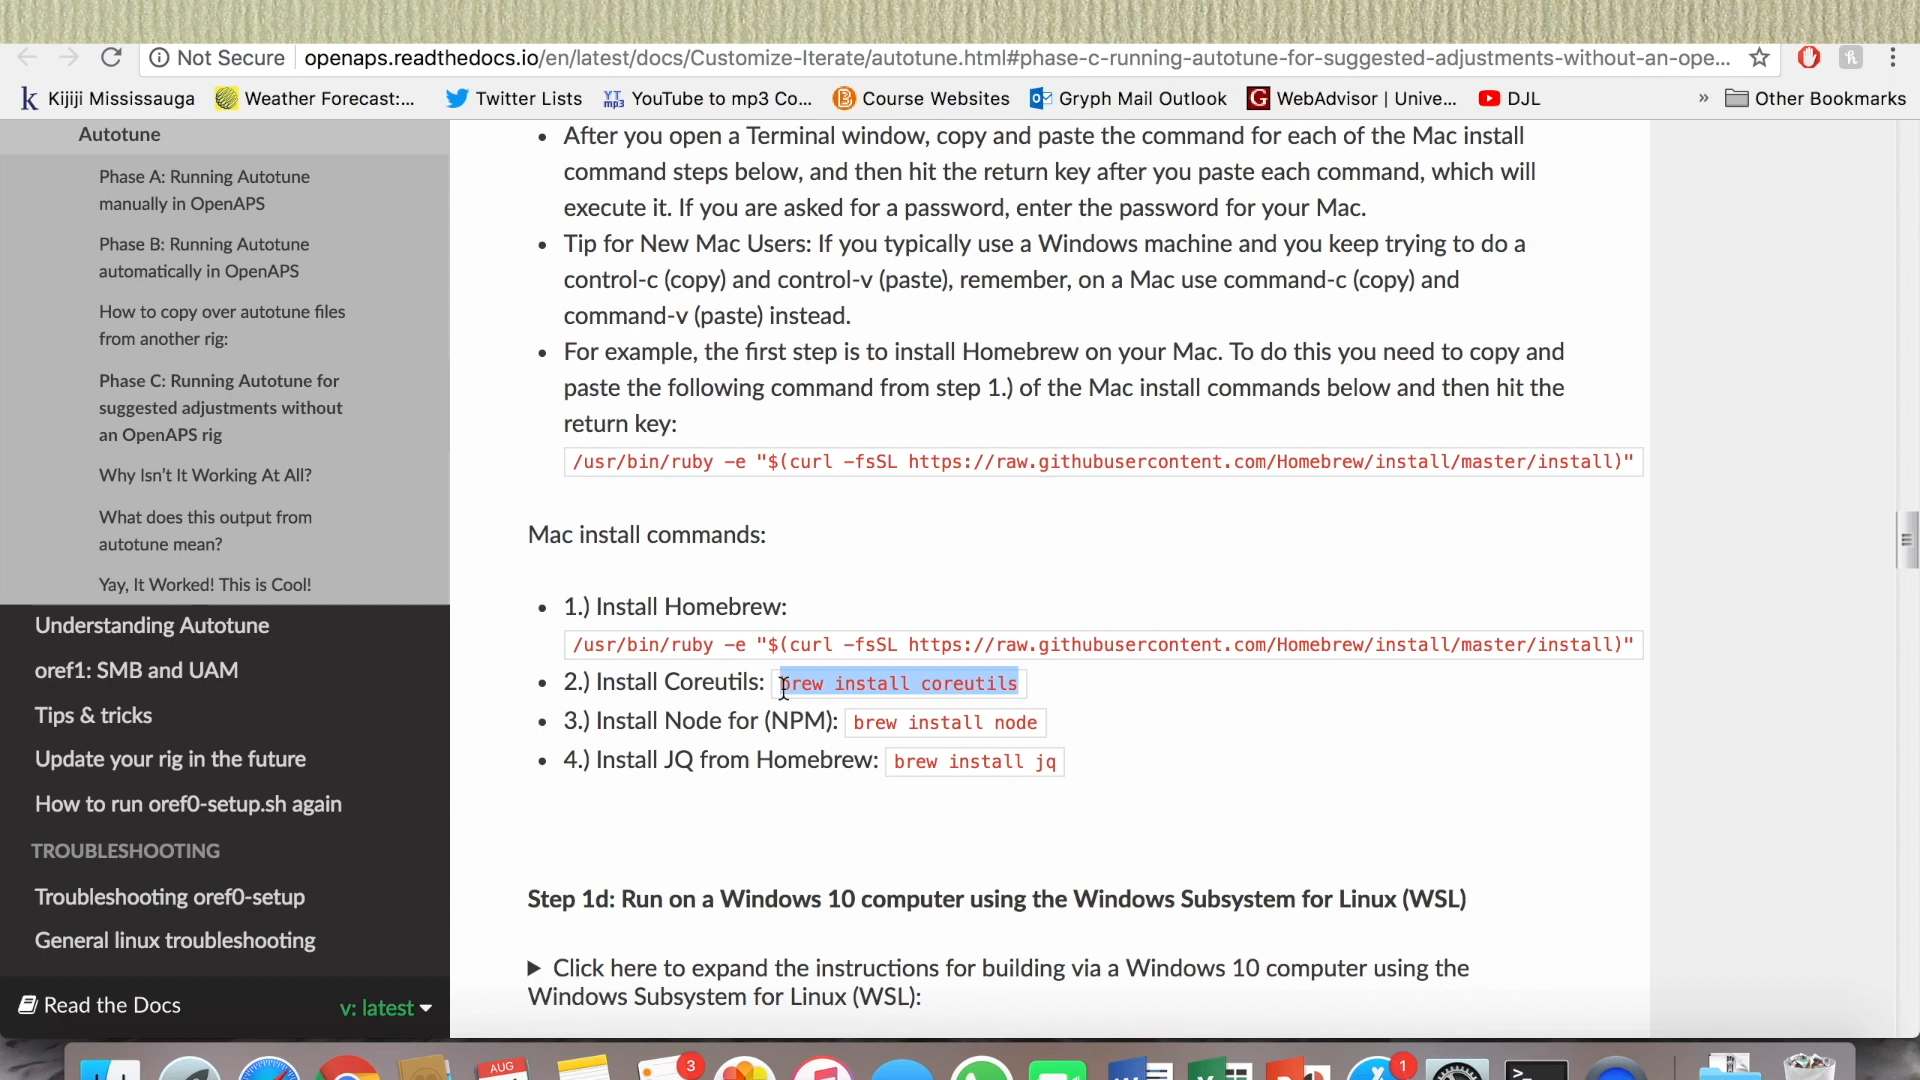 Not Secure
openaps.readthedocs.io/en/latest/docs/Customize-Iterate/autotune.html#phase-c-running-autotune-for-suggested-adjustments-without-an-ope...
Kijiji Mississauga
Weather Forecast:...
Twitter Lists
YT mp3
YouTube to mp3 Co...
Course Websites
Gryph Mail Outlook
WebAdvisor | Unive...
DJL
»
Other Bookmarks
Autotune
Phase A: Running Autotune
manually in OpenAPS
Phase B: Running Autotune
automatically in OpenAPS
How to copy over autotune files
from another rig:
Phase C: Running Autotune for
suggested adjustments without
an OpenAPS rig
Why Isn’t It Working At All?
What does this output from
autotune mean?
Yay, It Worked! This is Cool!
Understanding Autotune
oref1: SMB and UAM
Tips & tricks
Update your rig in the future
How to run oref0-setup.sh again
TROUBLESHOOTING
Troubleshooting oref0-setup
General linux troubleshooting
Read the Docs
v: latest
• After you open a Terminal window, copy and paste the command for each of the Mac install
command steps below, and then hit the return key after you paste each command, which will
execute it. If you are asked for a password, enter the password for your Mac.
• Tip for New Mac Users: If you typically use a Windows machine and you keep trying to do a
control-c (copy) and control-v (paste), remember, on a Mac use command-c (copy) and
command-v (paste) instead.
• For example, the first step is to install Homebrew on your Mac. To do this you need to copy and
paste the following command from step 1.) of the Mac install commands below and then hit the
return key:
/usr/bin/ruby -e "$(curl -fsSL https://raw.githubusercontent.com/Homebrew/install/master/install)"
Mac install commands:
• 1.) Install Homebrew:
/usr/bin/ruby -e "$(curl -fsSL https://raw.githubusercontent.com/Homebrew/install/master/install)"
• 2.) Install Coreutils: brew install coreutils
• 3.) Install Node for (NPM): brew install node
• 4.) Install JQ from Homebrew: brew install jq
Step 1d: Run on a Windows 10 computer using the Windows Subsystem for Linux (WSL)
Click here to expand the instructions for building via a Windows 10 computer using the
Windows Subsystem for Linux (WSL):
AUG
3
1